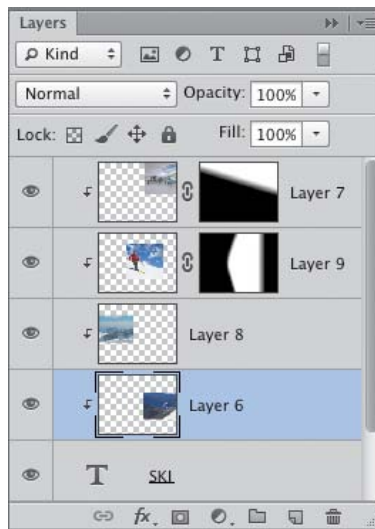 Layers
Kind
Normal Opacity: 100%
Lock: Fill: 100%
Layer 7
Layer 9
Layer 8
Layer 6
T SKI
fx